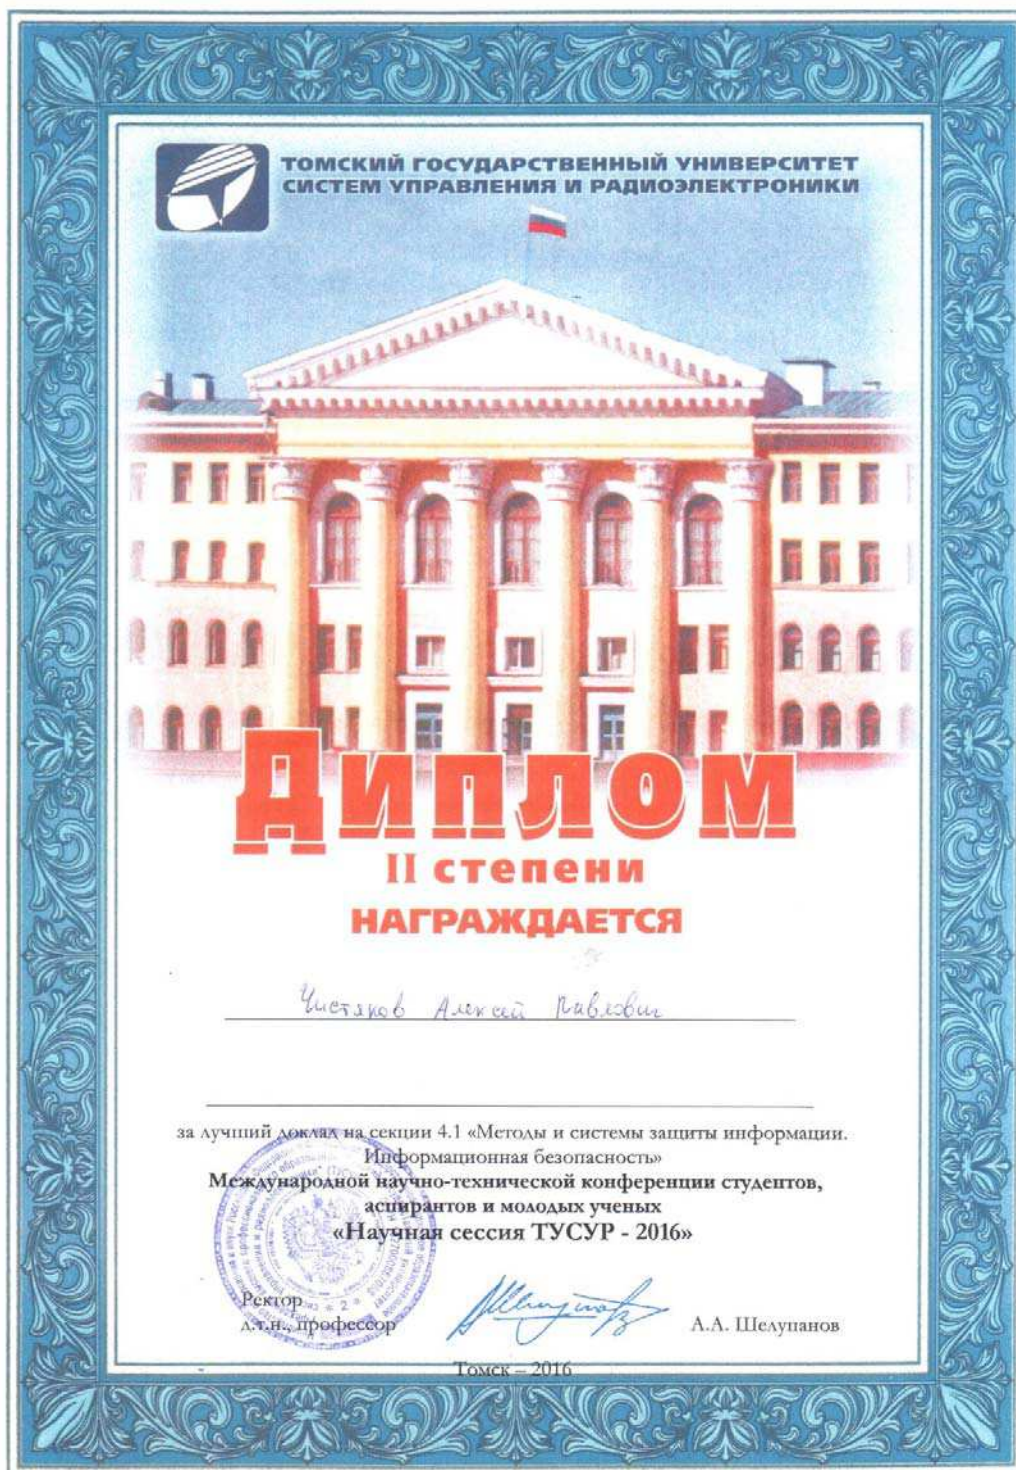 ТОМСКИЙ ГОСУДАРСТВЕННЫЙ УНИВЕРСИТЕТ
СИСТЕМ УПРАВЛЕНИЯ И РАДИОЭЛЕКТРОНИКИ
ДИПЛОМ
II степени
НАГРАЖДАЕТСЯ
Чистяков Алексей Павлович
за лучший доклад на секции 4.1 «Методы и системы защиты информации.
Информационная безопасность»
Международной научно-технической конференции студентов,
аспирантов и молодых ученых
«Научная сессия ТУСУР - 2016»
Ректор
д.т.н., профессор
А.А. Шелупанов
Томск – 2016